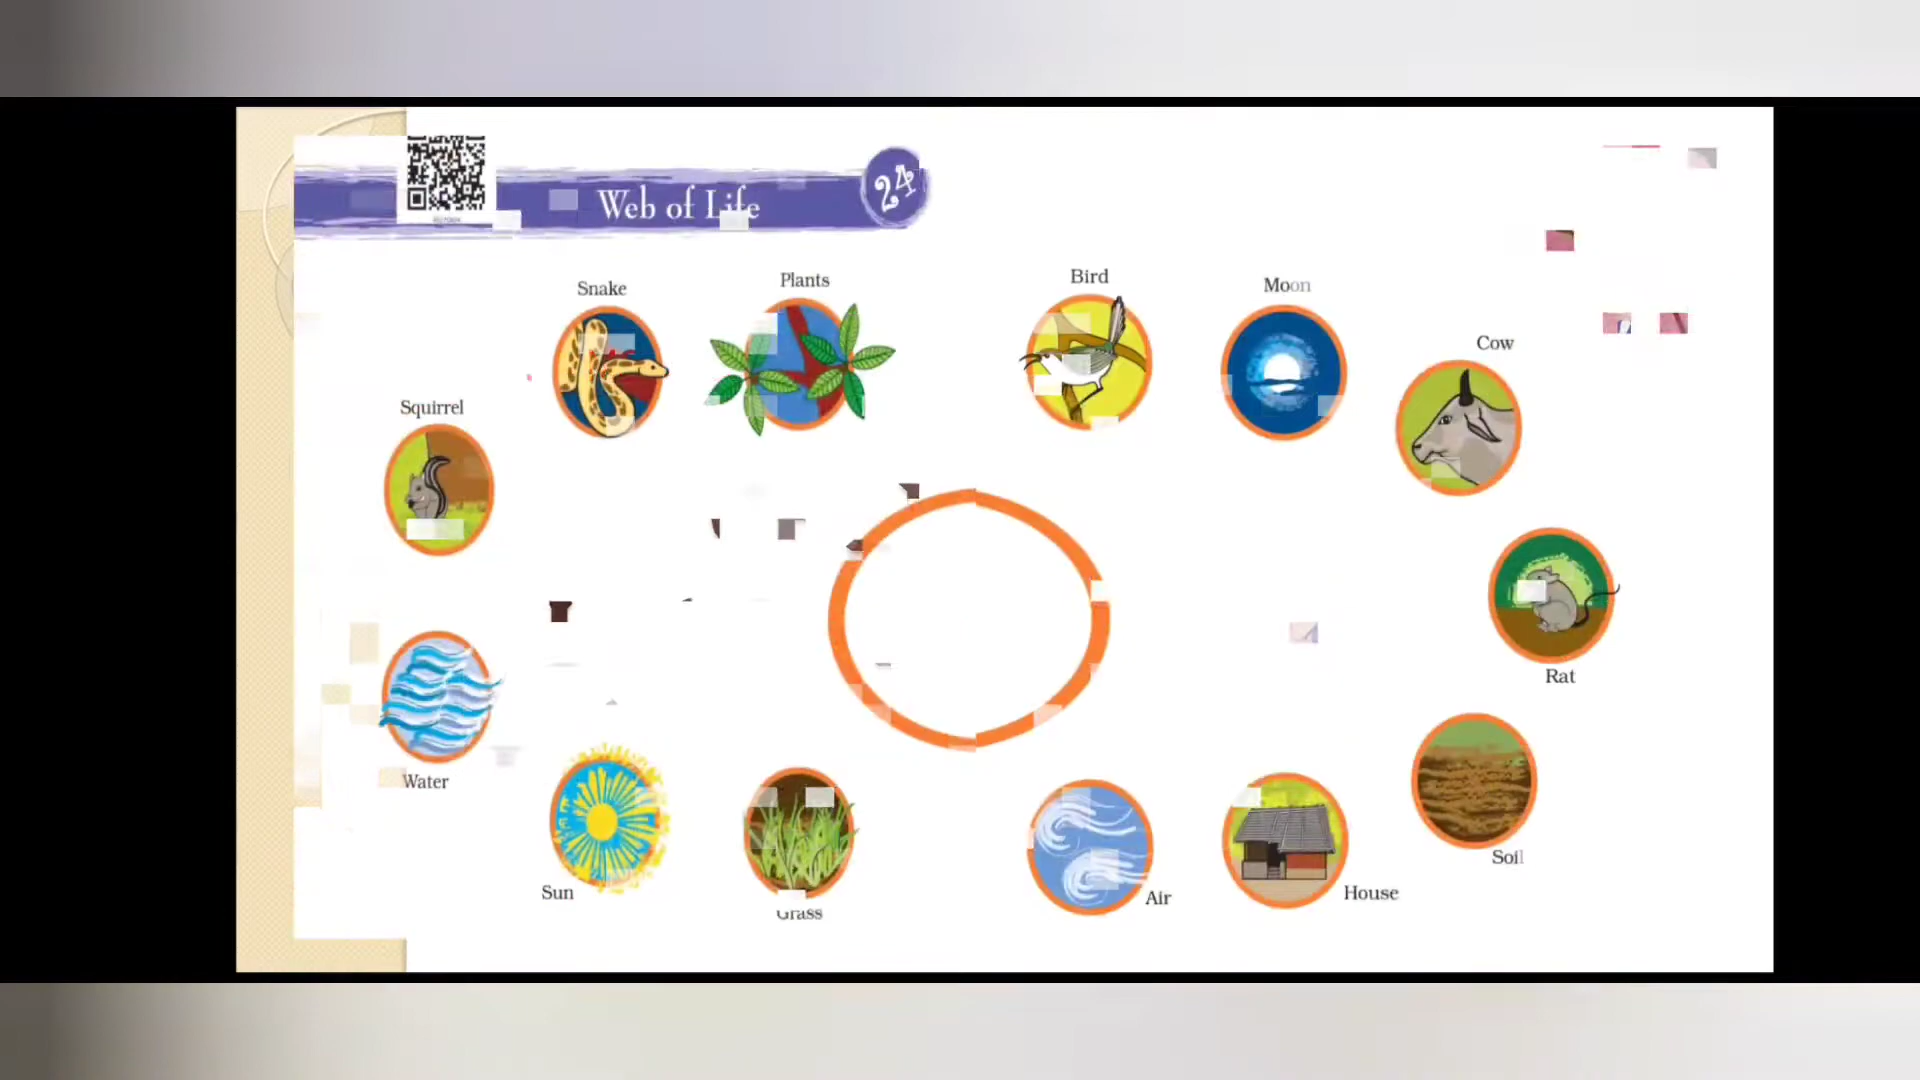 Web of Life
24
Snake
Plants
Bird
Moon
Cow
Squirrel
Rat
Water
Soil
Sun
Grass
Air
House